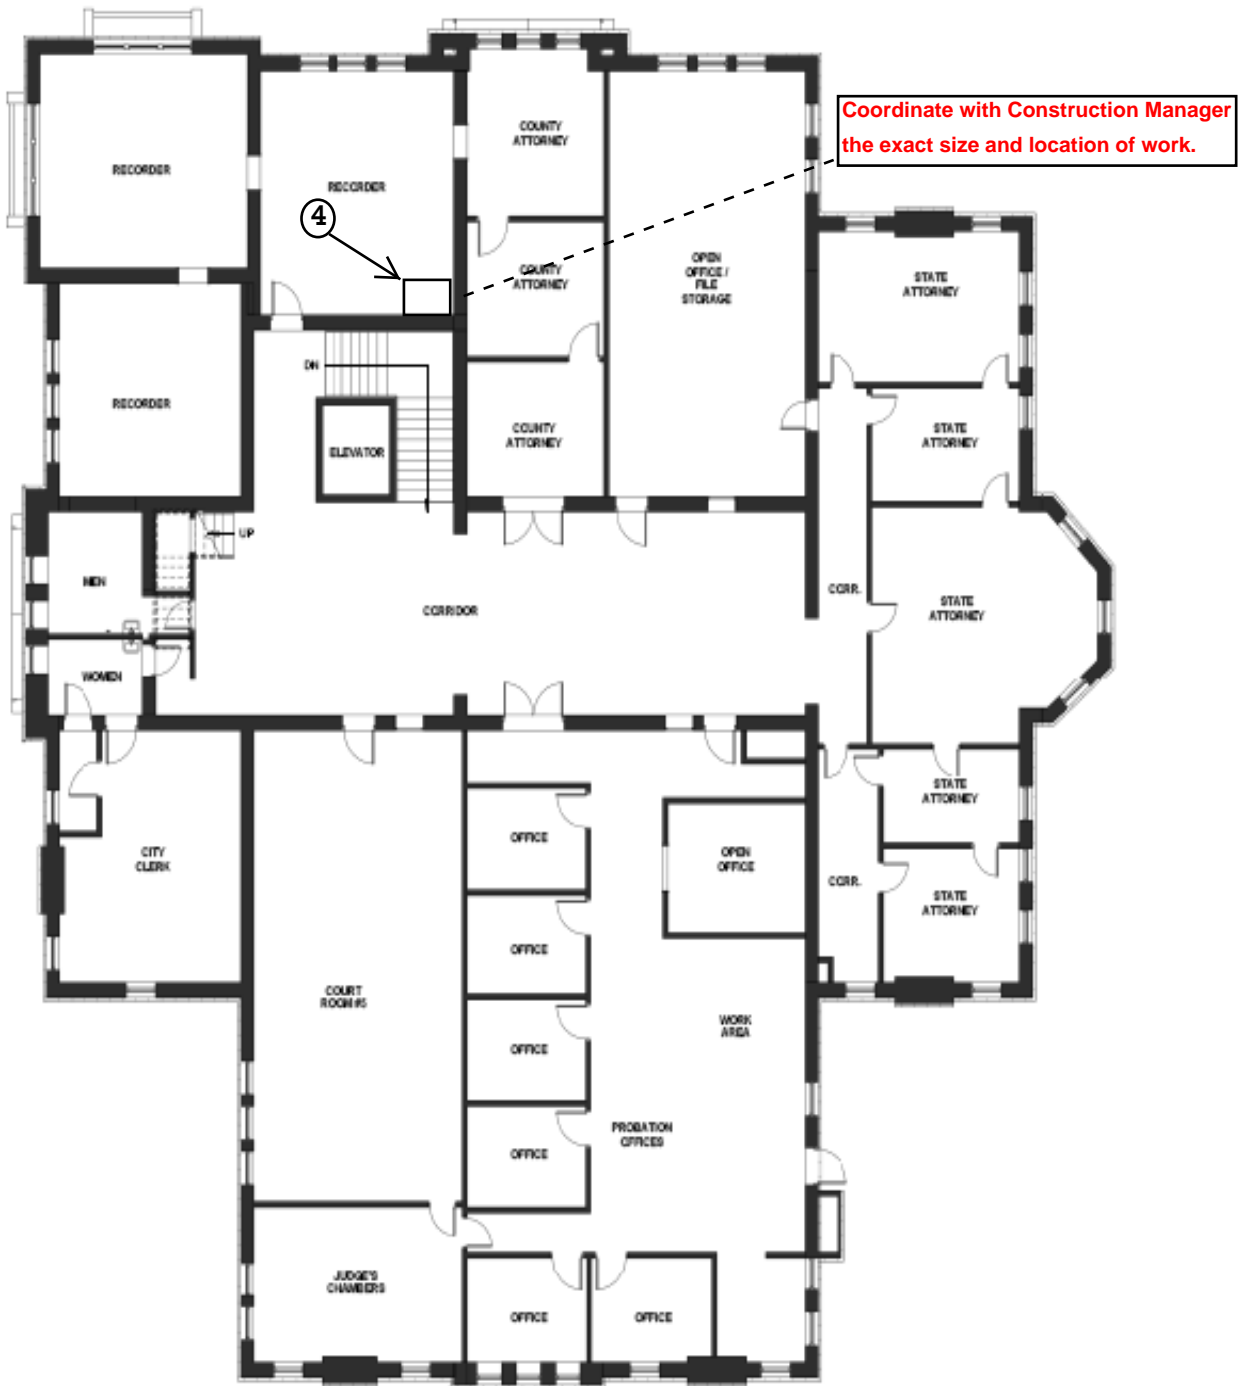 COUNTY
ATTORNEY
Coordinate with Construction Manager
the exact size and location of work.
RECORDER
RECORDER
4
OPEN
OFFICE /
FILE
STORAGE
COUNTY
ATTORNEY
STATE
ATTORNEY
DN
RECORDER
COUNTY
ATTORNEY
STATE
ATTORNEY
ELEVATOR
UP
MEN
CORR.
CORRIDOR
STATE
ATTORNEY
WOMEN
STATE
ATTORNEY
OFFICE
OPEN
OFFICE
CITY
CLERK
CORR.
STATE
ATTORNEY
OFFICE
COURT
ROOM #5
WORK
AREA
OFFICE
PROBATION
OFFICES
OFFICE
JUDGE'S
CHAMBERS
OFFICE
OFFICE